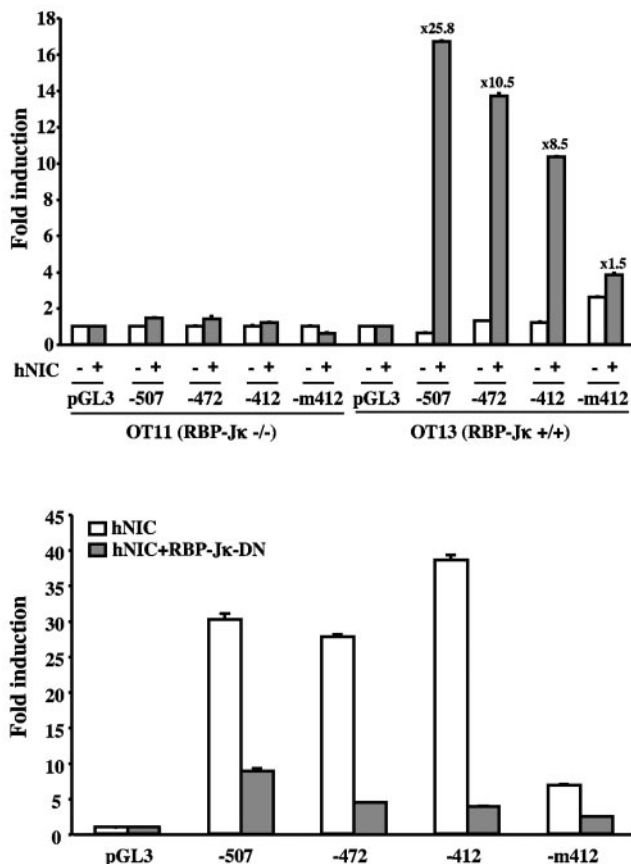 Fold induction
18
16
14
12
10
8
6
4
2
0
x25.8
x10.5
x8.5
x1.5
hNIC - + - + - + - + - + - + - + - + - + - +
pGL3 -507 -472 -412 -m412 pGL3 -507 -472 -412 -m412
OT11 (RBP-Jκ -/-) OT13 (RBP-Jκ +/+)
Fold induction
45
40
35
30
25
20
15
10
5
0
hNIC
hNIC+RBP-Jκ-DN
pGL3 -507 -472 -412 -m412